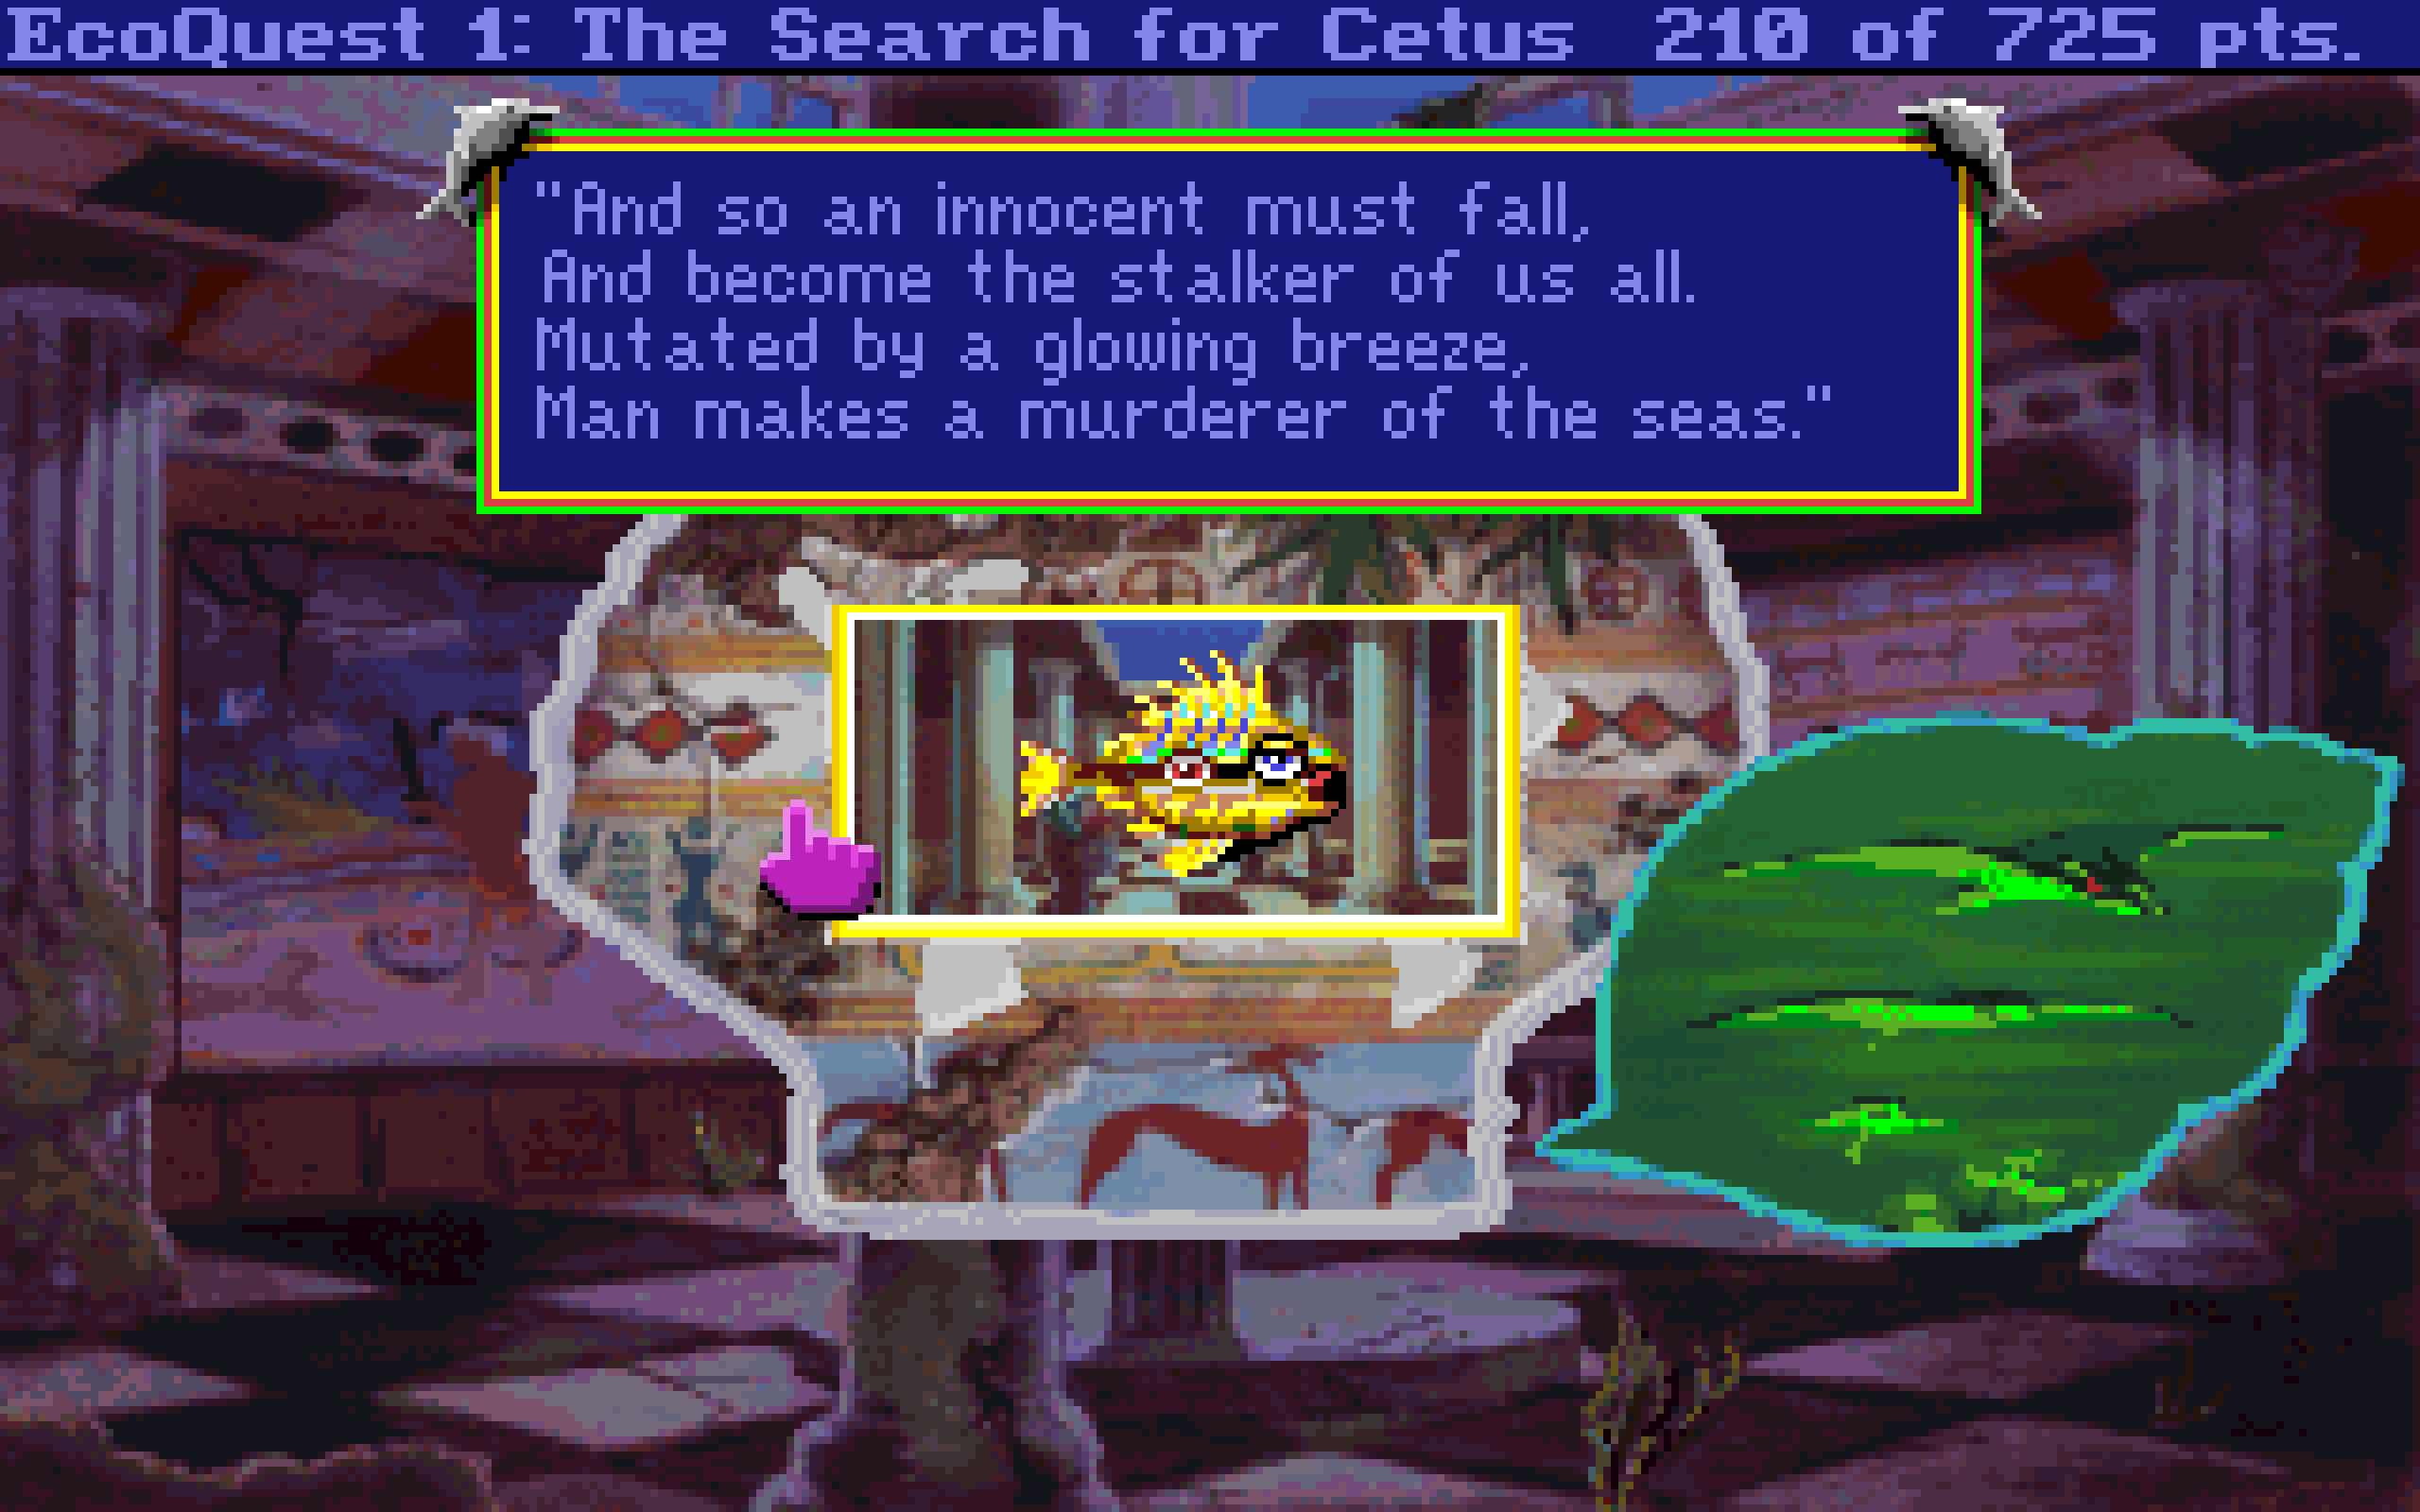 EcoQuest 1: The Search for Cetus 210 of 725 pts.
"And so an innocent must fall,
And become the stalker of us all.
Mutated by a glowing breeze,
Man makes a murderer of the seas."